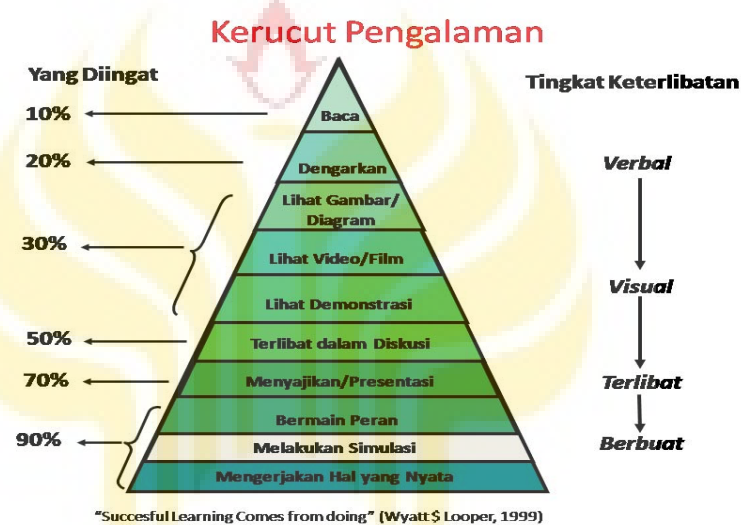 Kerucut Pengalaman
Yang Diingat
Tingkat Keterlibatan
10%
Baca
20%
Dengarkan
Verbal
Lihat Gambar/
Diagram
30%
Lihat Video/Film
Visual
Lihat Demonstrasi
50%
Terlibat dalam Diskusi
70%
Menyajikan/Presentasi
Terlibat
Bermain Peran
90%
Melakukan Simulasi
Berbuat
Mengerjakan Hal yang Nyata
"Succesful Learning Comes from doing" (Wyatt $ Looper, 1999)